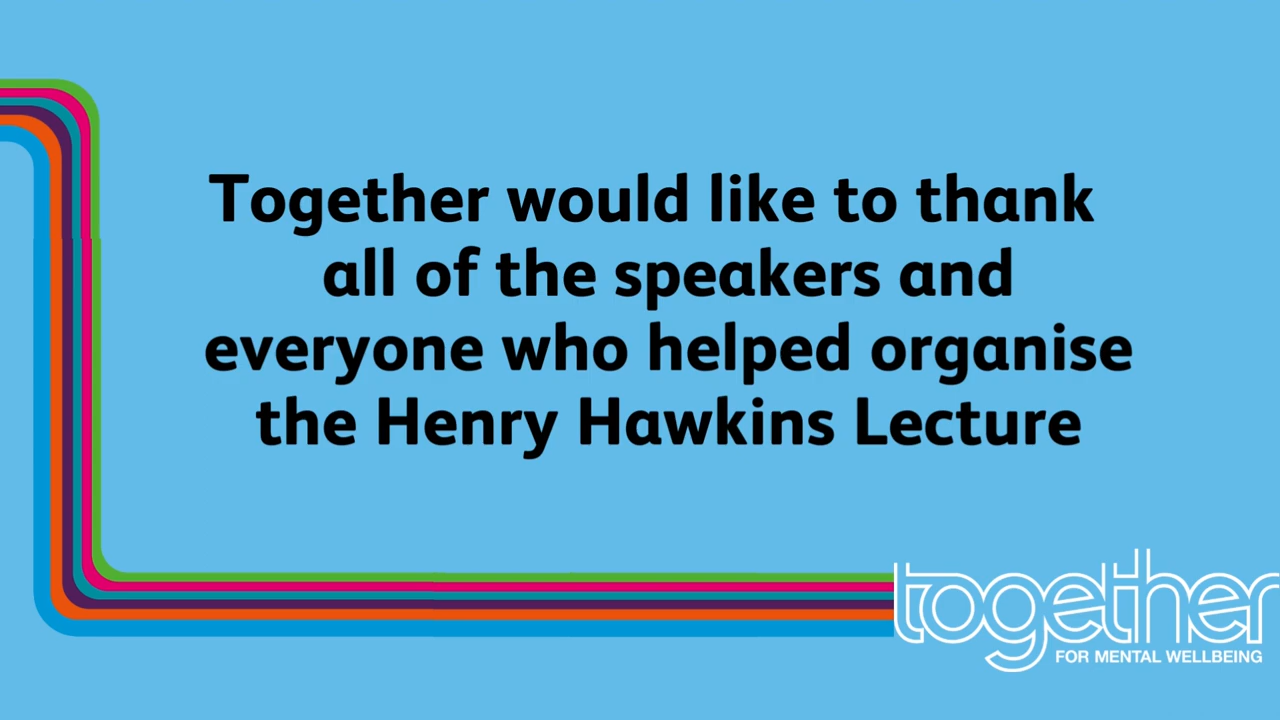 Together would like to thank
all of the speakers and
everyone who helped organise
the Henry Hawkins Lecture
together
FOR MENTAL WELLBEING